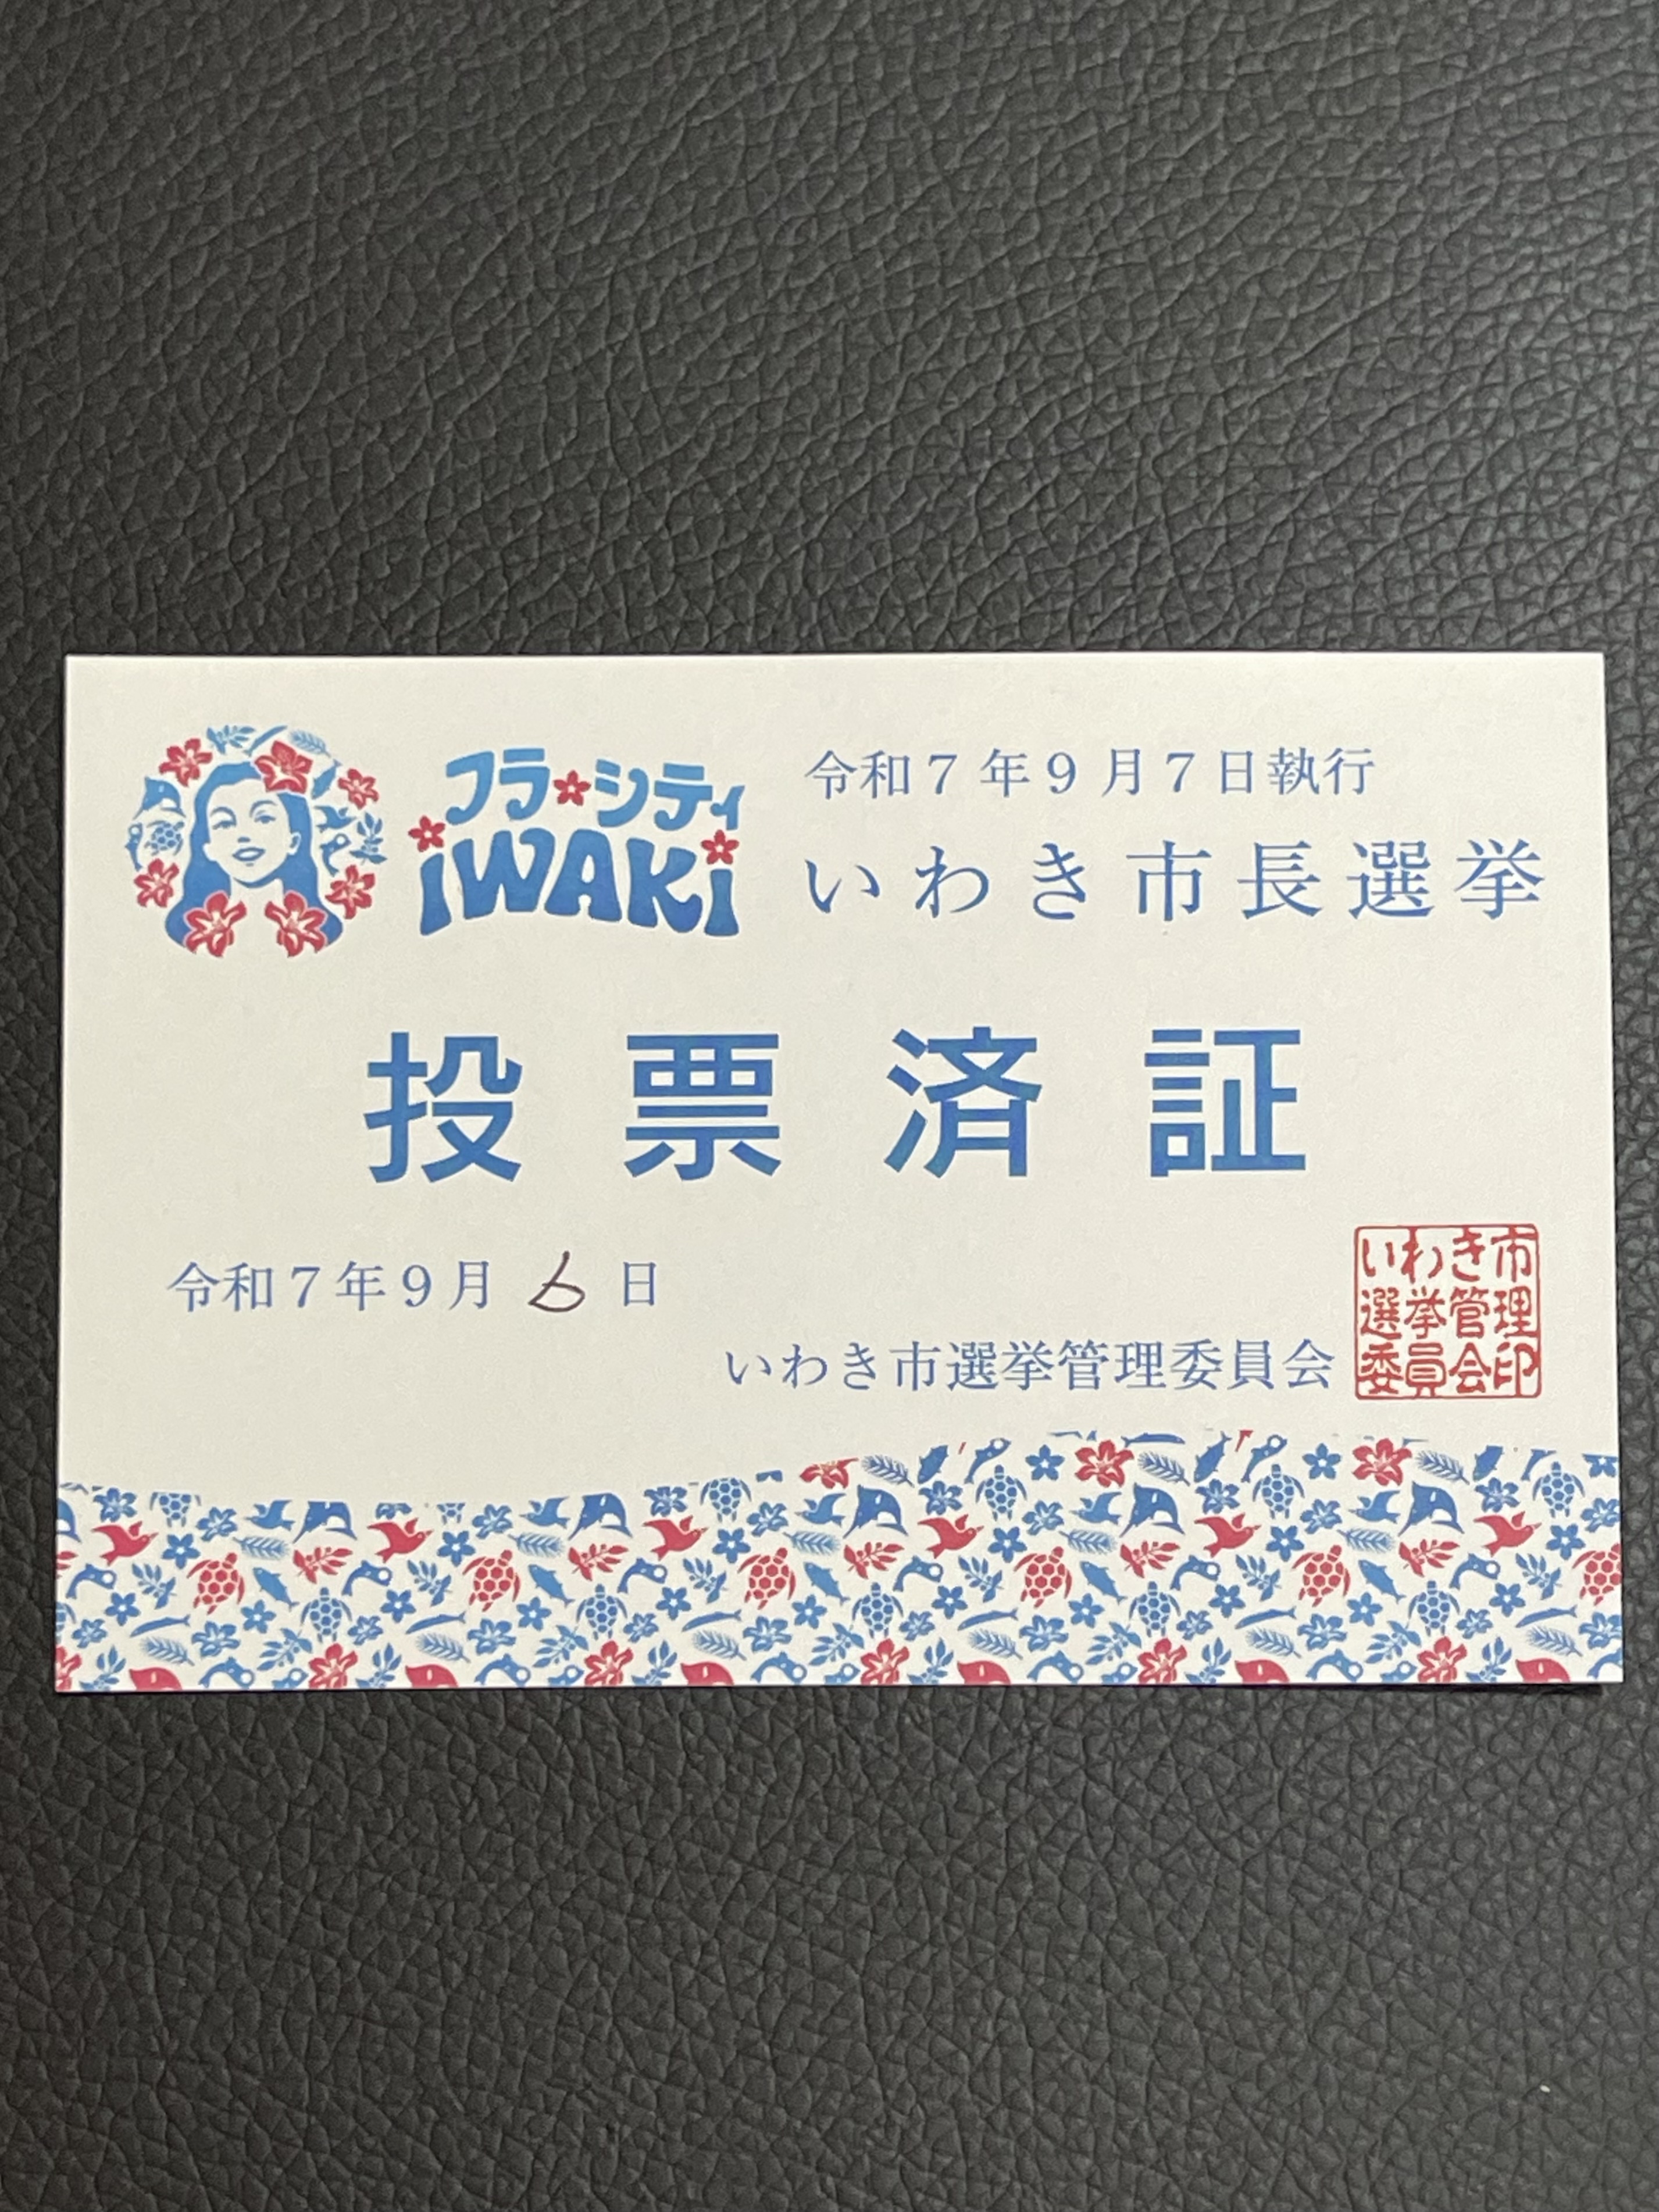 フラシティ
iWAKi
令和７年９月７日執行
いわき市長選挙
投票済証
令和７年９月6日
いわき市選挙管理委員会
いわき市
選挙管理
委員会印